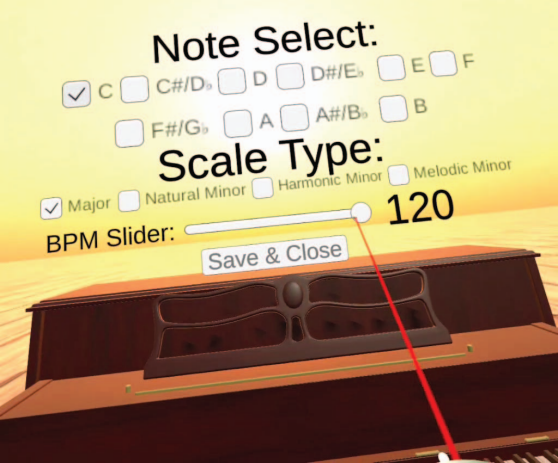 Note Select:
C C#/D♭ D D#/E♭ E F
F#/G♭ A A#/B♭ B
Scale Type:
Major Natural Minor Harmonic Minor Melodic Minor
BPM Slider: 120
Save & Close